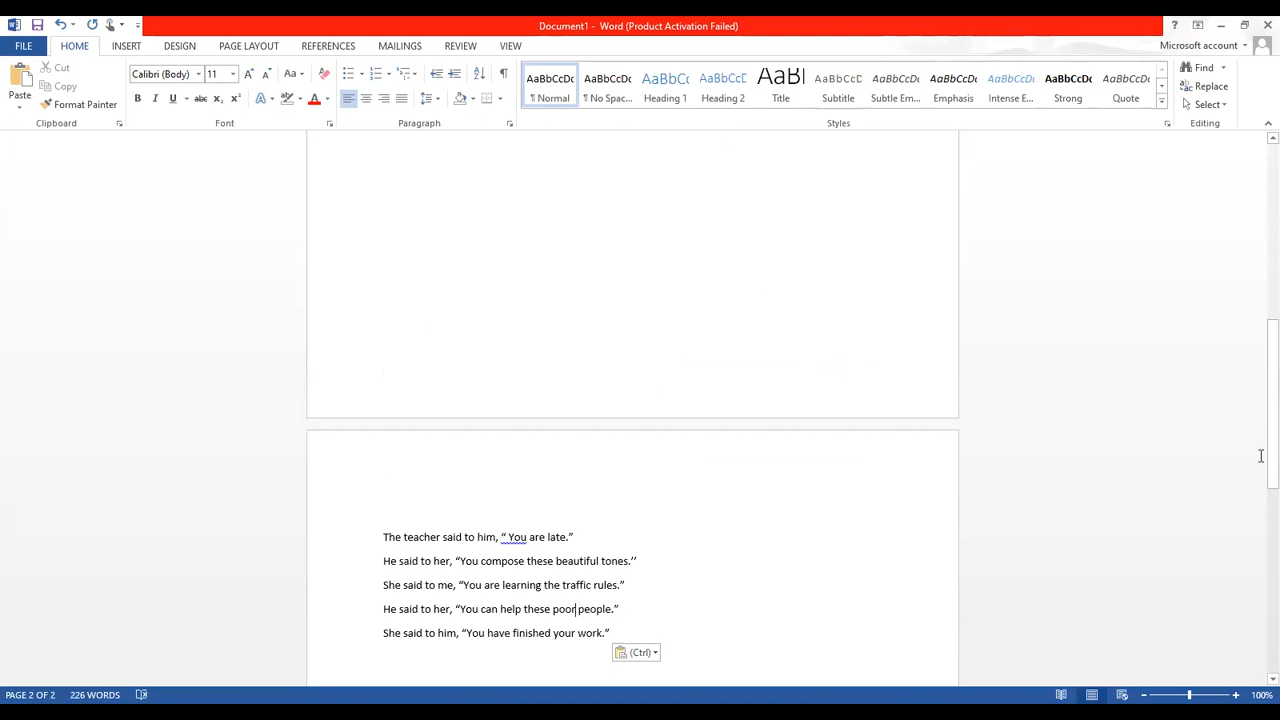 Document1 - Word (Product Activation Failed)
FILE HOME INSERT DESIGN PAGE LAYOUT REFERENCES MAILINGS REVIEW VIEW Microsoft account
Paste Cut Copy Format Painter Clipboard
Calibri (Body) 11 Aa Font
Paragraph
AaBbCcDc AaBbCcDc AaBbCc AaBbCcD AaBl AaBbCcD AaBbCcDc AaBbCcDc AaBbCcDc AaBbCcDc AaBbCcDc
¶ Normal ¶ No Spac... Heading 1 Heading 2 Title Subtitle Subtle Em... Emphasis Intense E... Strong Quote
Styles
Find Replace Select Editing
The teacher said to him, “ You are late.”
He said to her, “You compose these beautiful tones.’’
She said to me, “You are learning the traffic rules.”
He said to her, “You can help these poor people.”
She said to him, “You have finished your work.”
(Ctrl)
PAGE 2 OF 2 226 WORDS 100%